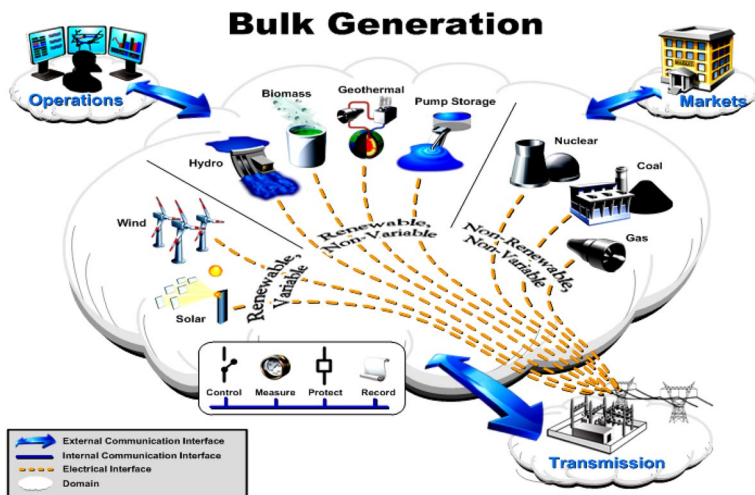 Bulk Generation
Operations
Markets
Biomass
Geothermal
Pump Storage
Hydro
Nuclear
Coal
Gas
Wind
Solar
Renewable,
Variable
Renewable,
Non-Variable
Non-Renewable,
Non-Variable
Control
Measure
Protect
Record
Transmission
External Communication Interface
Internal Communication Interface
Electrical Interface
Domain